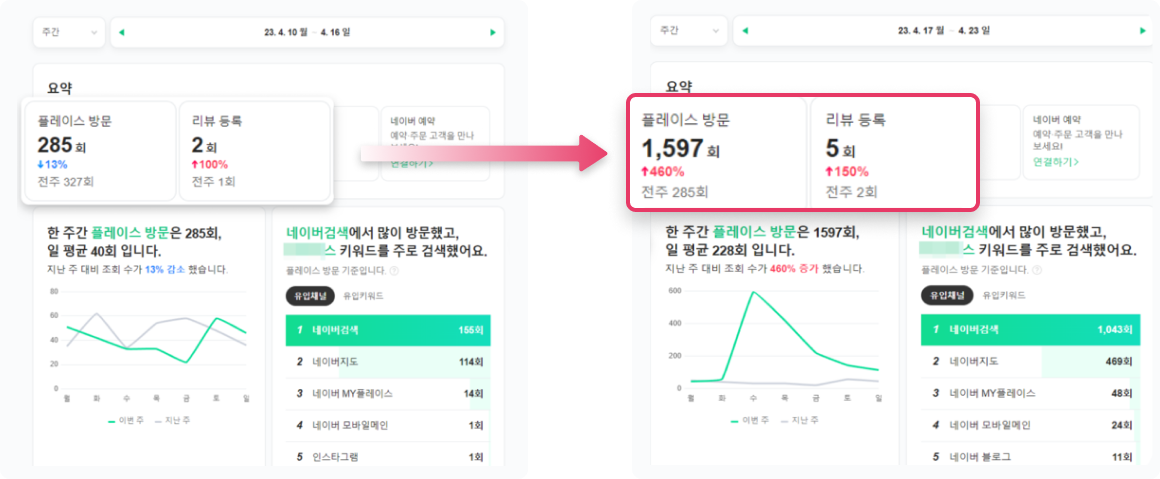 주간
23. 4. 10 월 ~ 4. 16 일
요약
플레이스 방문
285 회
↓13%
전주 327회
리뷰 등록
2 회
↑100%
전주 1회
네이버 예약
예약·주문 고객을 만나
보세요!
연결하기>
한 주간 플레이스 방문은 285회,
일 평균 40회 입니다.
지난 주 대비 조회 수가 13% 감소 했습니다.
80
60
40
20
0
월 화 수 목 금 토 일
이번 주 지난 주
네이버검색에서 많이 방문했고,
스 키워드를 주로 검색했어요.
플레이스 방문 기준입니다.
유입채널 유입키워드
1 네이버검색 155회
2 네이버지도 114회
3 네이버 MY플레이스 14회
4 네이버 모바일메인 1회
5 인스타그램 1회
주간
23. 4. 17 월 ~ 4. 23 일
요약
플레이스 방문
1,597 회
↑460%
전주 285회
리뷰 등록
5 회
↑150%
전주 2회
네이버 예약
예약·주문 고객을 만나
보세요!
연결하기>
한 주간 플레이스 방문은 1597회,
일 평균 228회 입니다.
지난 주 대비 조회 수가 460% 증가 했습니다.
600
400
200
0
월 화 수 목 금 토 일
이번 주 지난 주
네이버검색에서 많이 방문했고,
스 키워드를 주로 검색했어요.
플레이스 방문 기준입니다.
유입채널 유입키워드
1 네이버검색 1,043회
2 네이버지도 469회
3 네이버 MY플레이스 48회
4 네이버 모바일메인 24회
5 네이버 블로그 11회